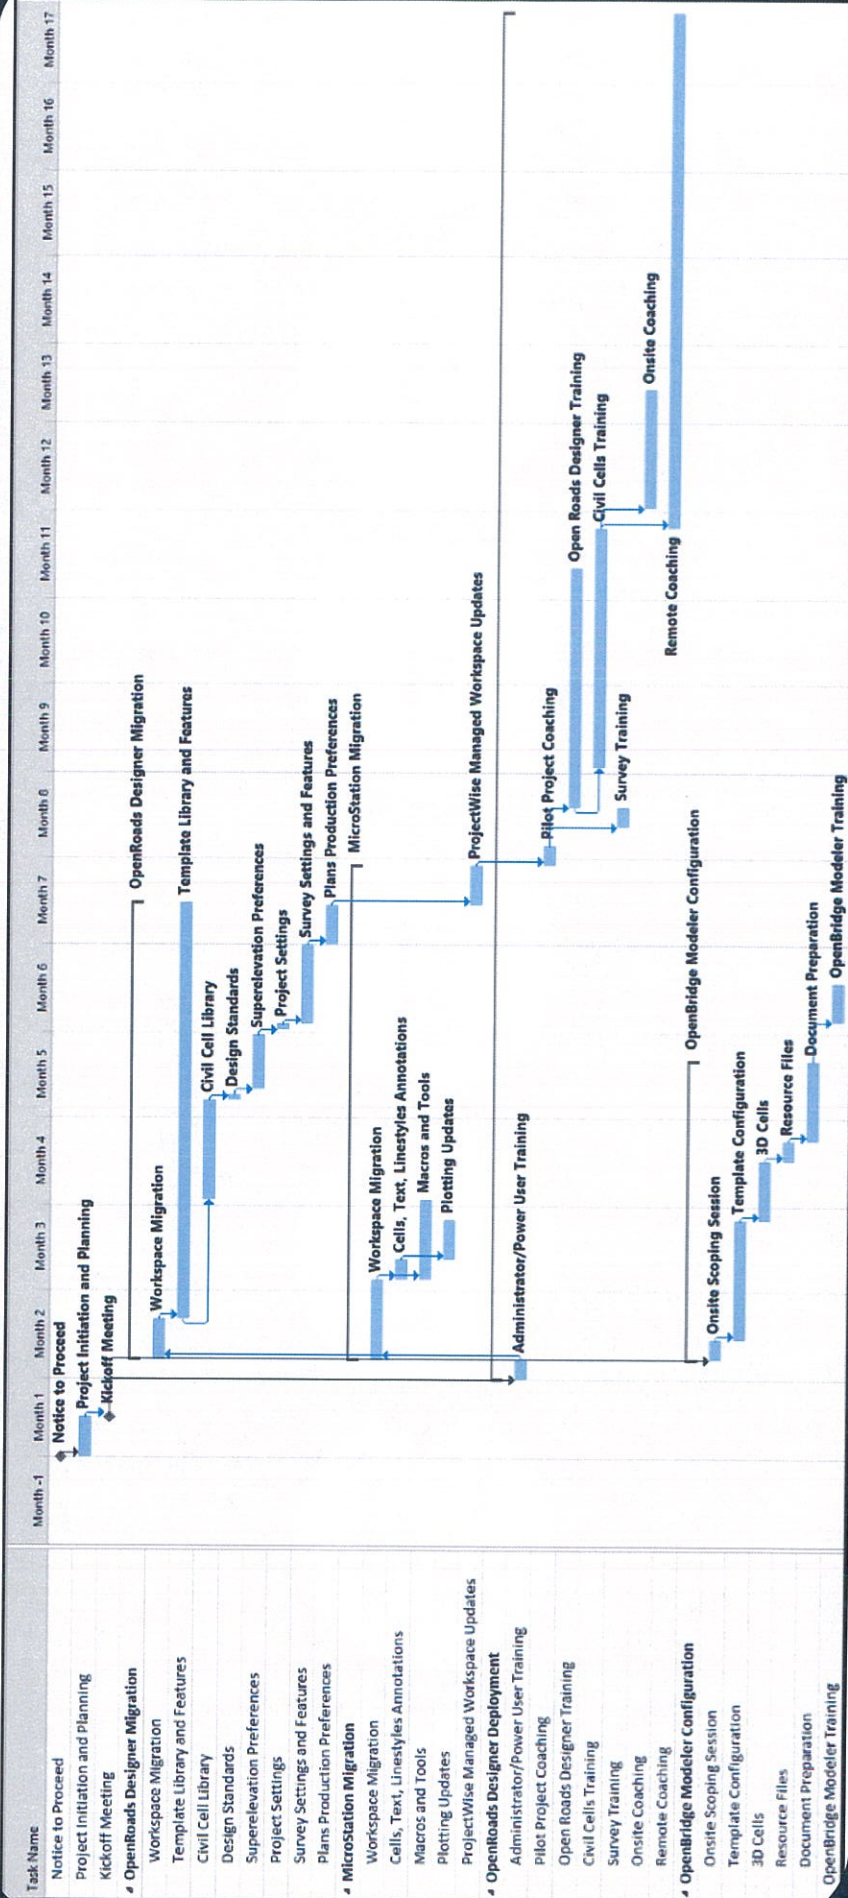 Task Name
Month -1 Month 1 Month 2 Month 3 Month 4 Month 5 Month 6 Month 7 Month 8 Month 9 Month 10 Month 11 Month 12 Month 13 Month 14 Month 15 Month 16 Month 17
Notice to Proceed
Notice to Proceed
Project Initiation and Planning
Project Initiation and Planning
Kickoff Meeting
Kickoff Meeting
OpenRoads Designer Migration
OpenRoads Designer Migration
Workspace Migration
Workspace Migration
Template Library and Features
Template Library and Features
Civil Cell Library
Civil Cell Library
Design Standards
Design Standards
Superelevation Preferences
Superelevation Preferences
Project Settings
Project Settings
Survey Settings and Features
Survey Settings and Features
Plans Production Preferences
Plans Production Preferences
MicroStation Migration
MicroStation Migration
Workspace Migration
Workspace Migration
Cells, Text, Linestyles Annotations
Cells, Text, Linestyles Annotations
Macros and Tools
Macros and Tools
Plotting Updates
Plotting Updates
ProjectWise Managed Workspace Updates
ProjectWise Managed Workspace Updates
OpenRoads Designer Deployment
Administrator/Power User Training
Administrator/Power User Training
Pilot Project Coaching
Pilot Project Coaching
Open Roads Designer Training
Open Roads Designer Training
Civil Cells Training
Civil Cells Training
Survey Training
Survey Training
Onsite Coaching
Onsite Coaching
Remote Coaching
Remote Coaching
OpenBridge Modeler Configuration
OpenBridge Modeler Configuration
Onsite Scoping Session
Onsite Scoping Session
Template Configuration
Template Configuration
3D Cells
3D Cells
Resource Files
Resource Files
Document Preparation
Document Preparation
OpenBridge Modeler Training
OpenBridge Modeler Training